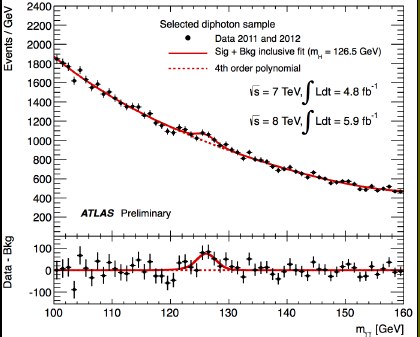 Events / GeV
2400
2200
2000
1800
1600
1400
1200
1000
800
600
400
200
Selected diphoton sample
Data 2011 and 2012
Sig + Bkg inclusive fit (m_H = 126.5 GeV)
4th order polynomial
√s = 7 TeV, ∫ Ldt = 4.8 fb⁻¹
√s = 8 TeV, ∫ Ldt = 5.9 fb⁻¹
ATLAS Preliminary
Data - Bkg
100
0
-100
100 110 120 130 140 150 160
m_γγ [GeV]